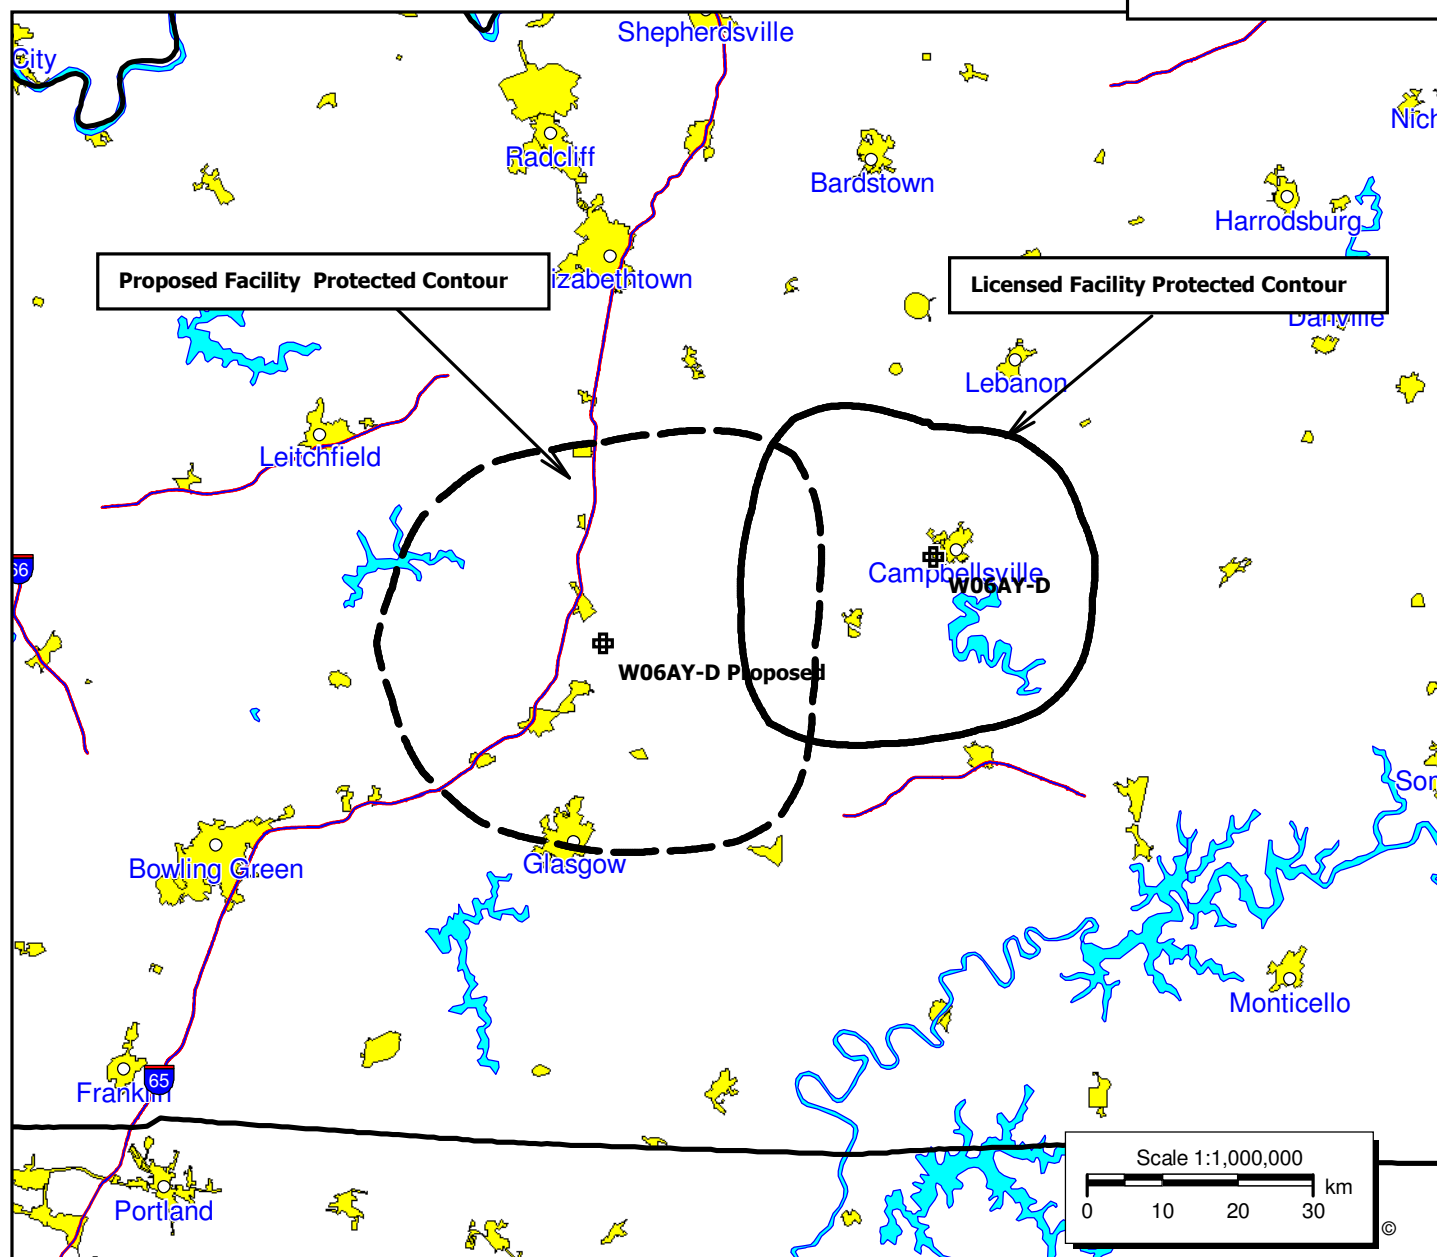 Shepherdsville
City
Radcliff
Nich
Bardstown
Harrodsburg
Proposed Facility Protected Contour
izabethtown
Licensed Facility Protected Contour
Danville
Lebanon
Leitchfield
66
Campbellsville
W06AY-D
W06AY-D Proposed
Sor
Glasgow
Bowling Green
Monticello
65
Franklin
Scale 1:1,000,000
km
0 10 20 30
Portland
©